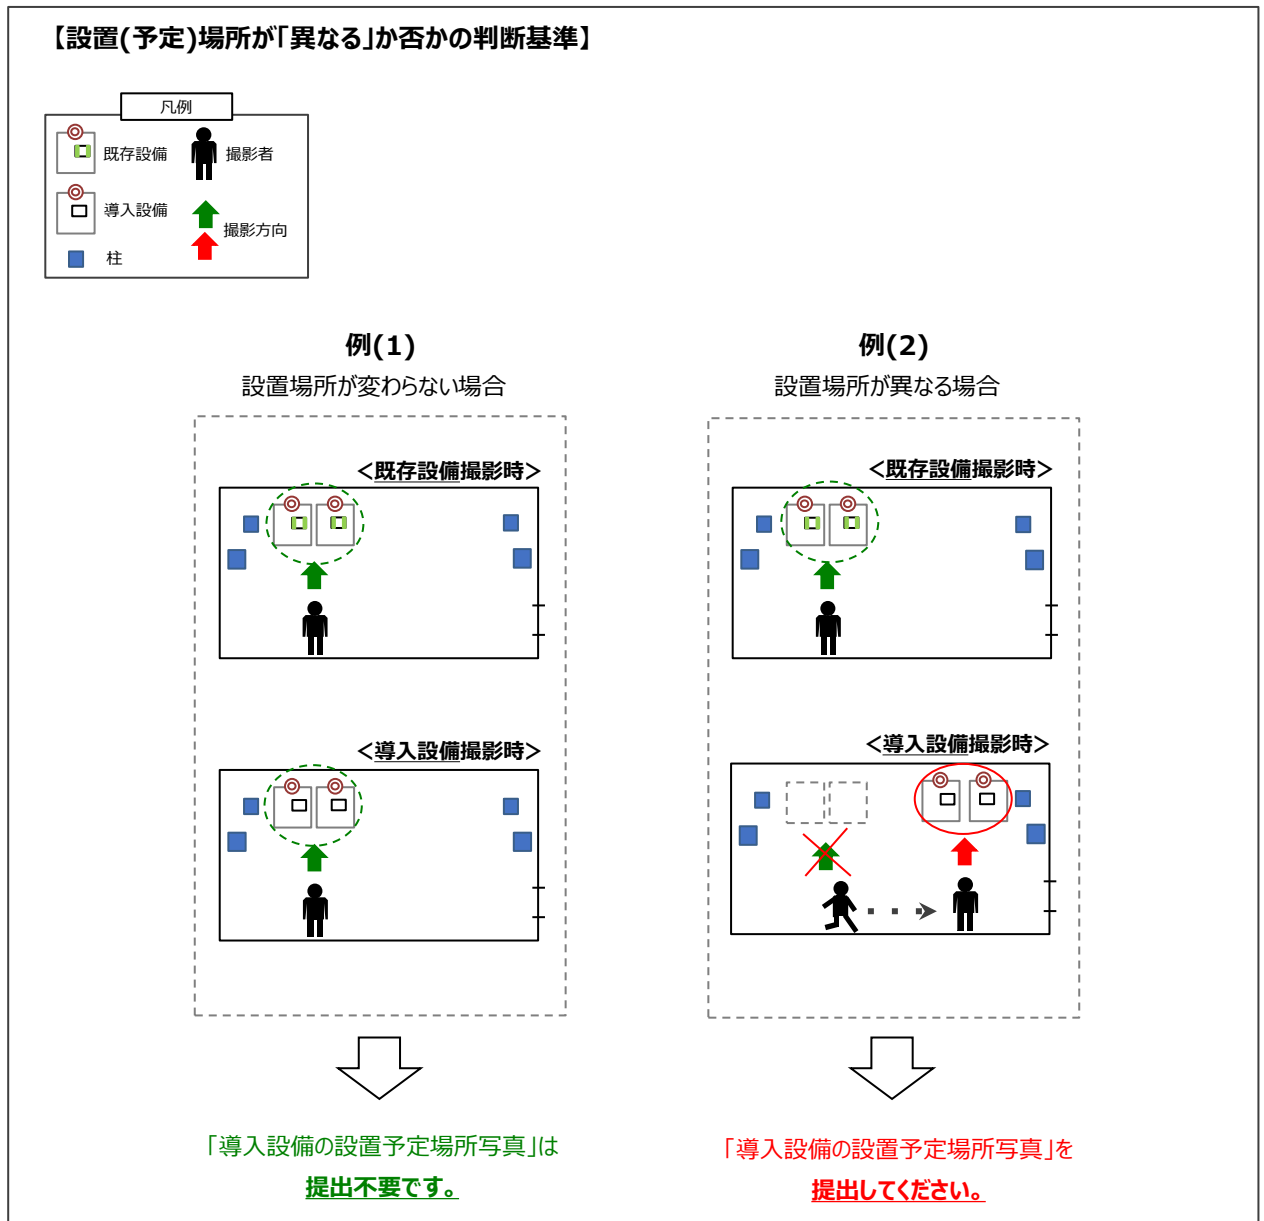 【設置(予定)場所が「異なる」か否かの判断基準】
凡例
既存設備
撮影者
導入設備
撮影方向
柱
例(1)
設置場所が変わらない場合
<既存設備撮影時>
<導入設備撮影時>
「導入設備の設置予定場所写真」は
提出不要です。
例(2)
設置場所が異なる場合
<既存設備撮影時>
<導入設備撮影時>
「導入設備の設置予定場所写真」を
提出してください。